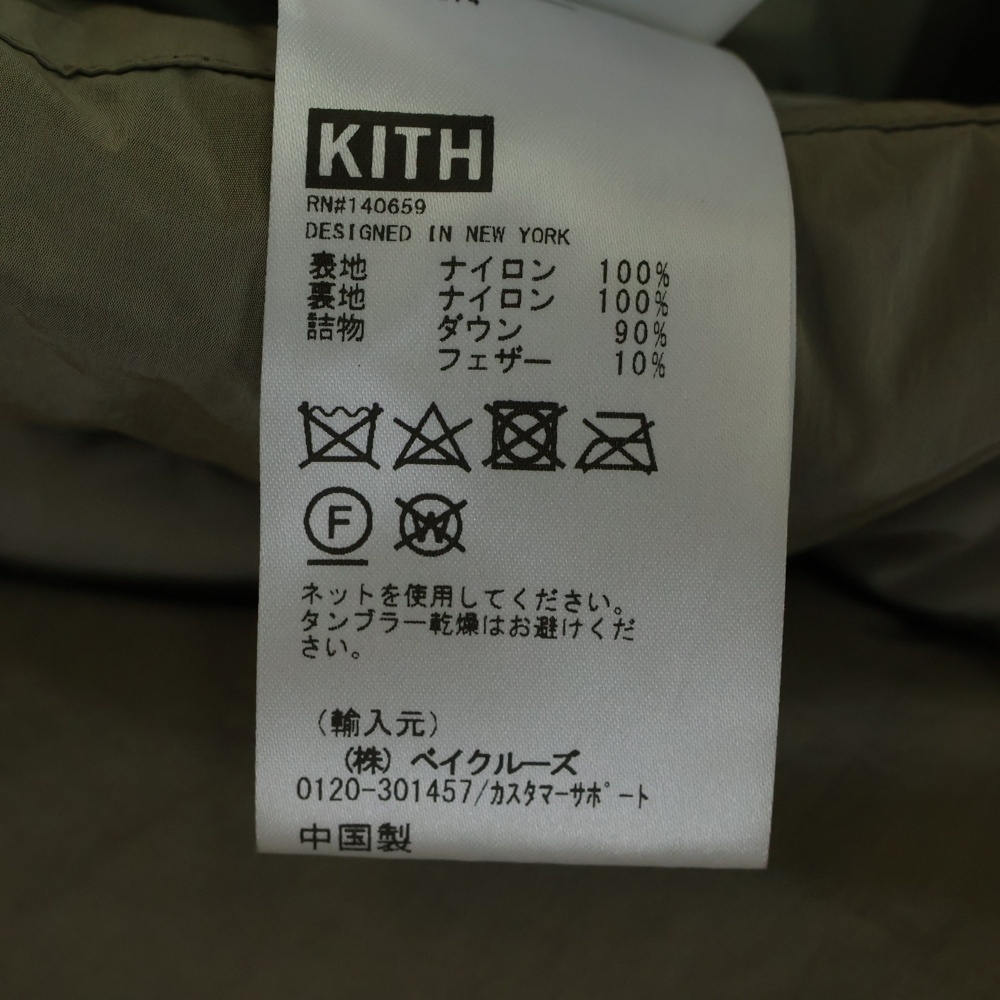 KITH
RN#140659
DESIGNED IN NEW YORK
表地 ナイロン 100%
裏地 ナイロン 100%
詰物 ダウン 90%
フェザー 10%
F W
ネットを使用してください。
タンブラー乾燥はお避けくだ
さい。
(輸入元)
(株) ベイクルーズ
0120-301457/カスタマーサポート
中国製